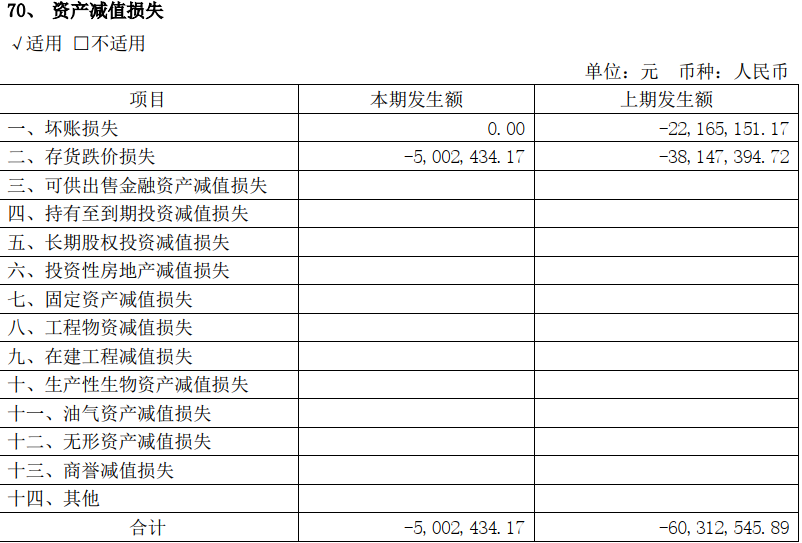 70、 资产减值损失
√适用 □不适用
单位：元 币种：人民币
项目 本期发生额 上期发生额
一、坏账损失 0.00 -22,165,151.17
二、存货跌价损失 -5,002,434.17 -38,147,394.72
三、可供出售金融资产减值损失
四、持有至到期投资减值损失
五、长期股权投资减值损失
六、投资性房地产减值损失
七、固定资产减值损失
八、工程物资减值损失
九、在建工程减值损失
十、生产性生物资产减值损失
十一、油气资产减值损失
十二、无形资产减值损失
十三、商誉减值损失
十四、其他
合计 -5,002,434.17 -60,312,545.89